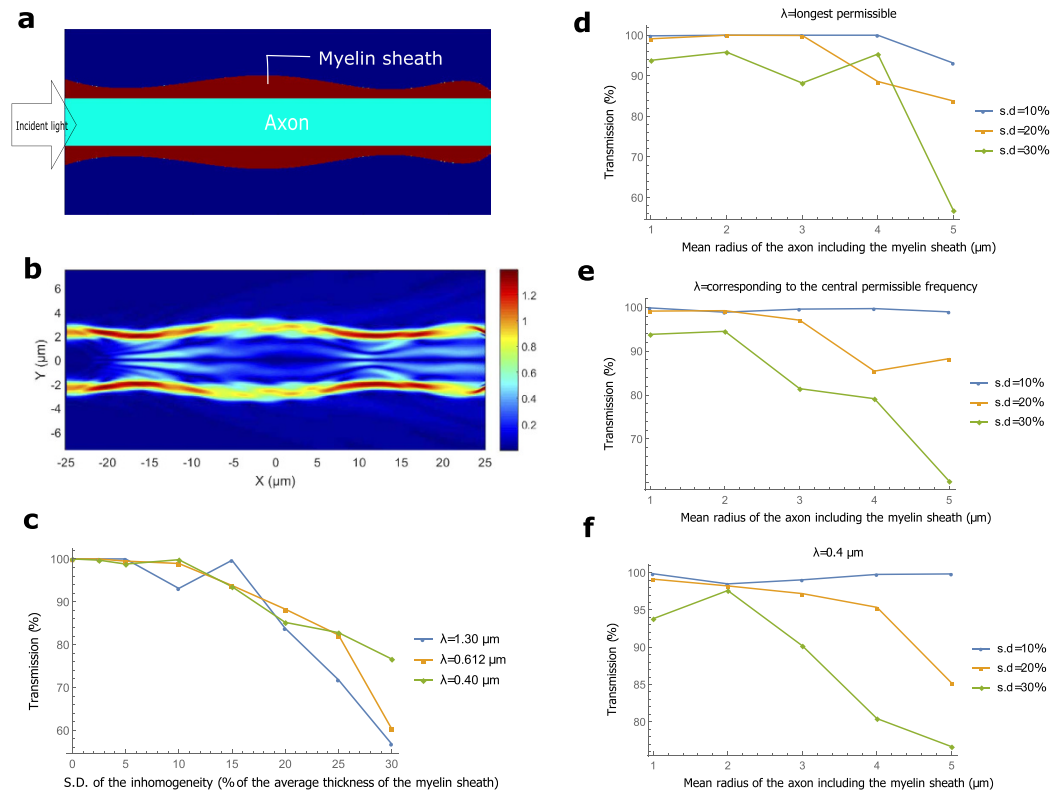 a
Myelin sheath
Incident light
Axon
b
Y (μm)
6
4
2
0
-2
-4
-6
-25
-20
-15
-10
-5
0
5
10
15
20
25
X (μm)
1.2
1
0.8
0.6
0.4
0.2
c
Transmission (%)
100
90
80
70
60
0
5
10
15
20
25
30
S.D. of the inhomogeneity (% of the average thickness of the myelin sheath)
λ=1.30 μm
λ=0.612 μm
λ=0.40 μm
d
λ=longest permissible
Transmission (%)
100
90
80
70
60
1
2
3
4
5
Mean radius of the axon including the myelin sheath (μm)
s.d=10%
s.d=20%
s.d=30%
e
λ=corresponding to the central permissible frequency
Transmission (%)
100
90
80
70
1
2
3
4
5
Mean radius of the axon including the myelin sheath (μm)
s.d=10%
s.d=20%
s.d=30%
f
λ=0.4 μm
Transmission (%)
100
95
90
85
80
1
2
3
4
5
Mean radius of the axon including the myelin sheath (μm)
s.d=10%
s.d=20%
s.d=30%